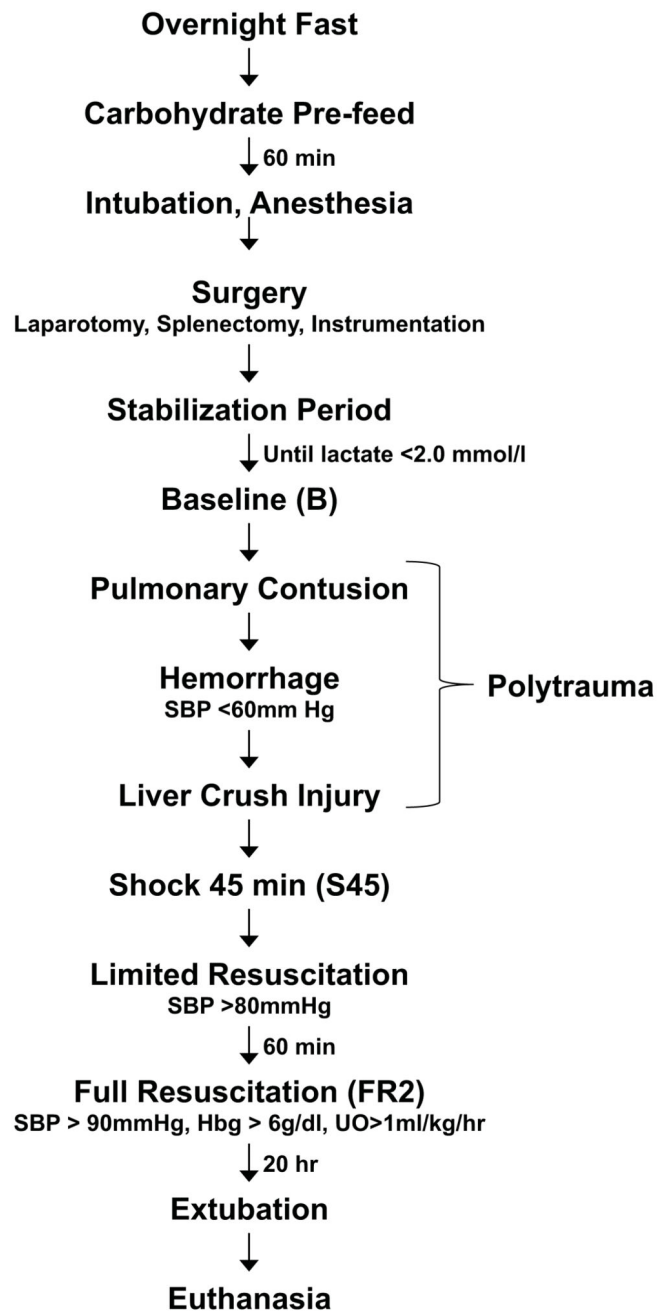 Overnight Fast
Carbohydrate Pre-feed
60 min
Intubation, Anesthesia
Surgery
Laparotomy, Splenectomy, Instrumentation
Stabilization Period
Until lactate <2.0 mmol/l
Baseline (B)
Pulmonary Contusion
Hemorrhage
SBP <60mm Hg
Polytrauma
Liver Crush Injury
Shock 45 min (S45)
Limited Resuscitation
SBP >80mmHg
60 min
Full Resuscitation (FR2)
SBP > 90mmHg, Hbg > 6g/dl, UO>1ml/kg/hr
20 hr
Extubation
Euthanasia